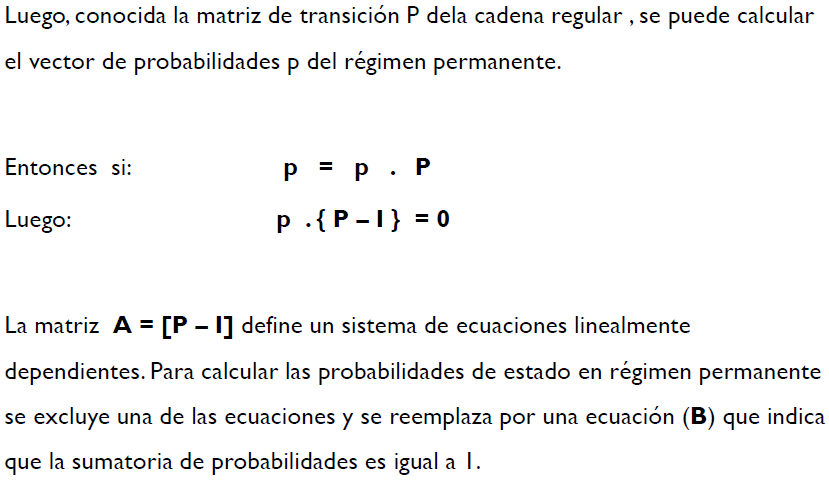 Luego, conocida la matriz de transición P dela cadena regular , se puede calcular
el vector de probabilidades p del régimen permanente.
Entonces si: p = p . P
Luego: p .{ P – I } = 0
La matriz A = [P – I] define un sistema de ecuaciones linealmente
dependientes. Para calcular las probabilidades de estado en régimen permanente
se excluye una de las ecuaciones y se reemplaza por una ecuación (B) que indica
que la sumatoria de probabilidades es igual a 1.